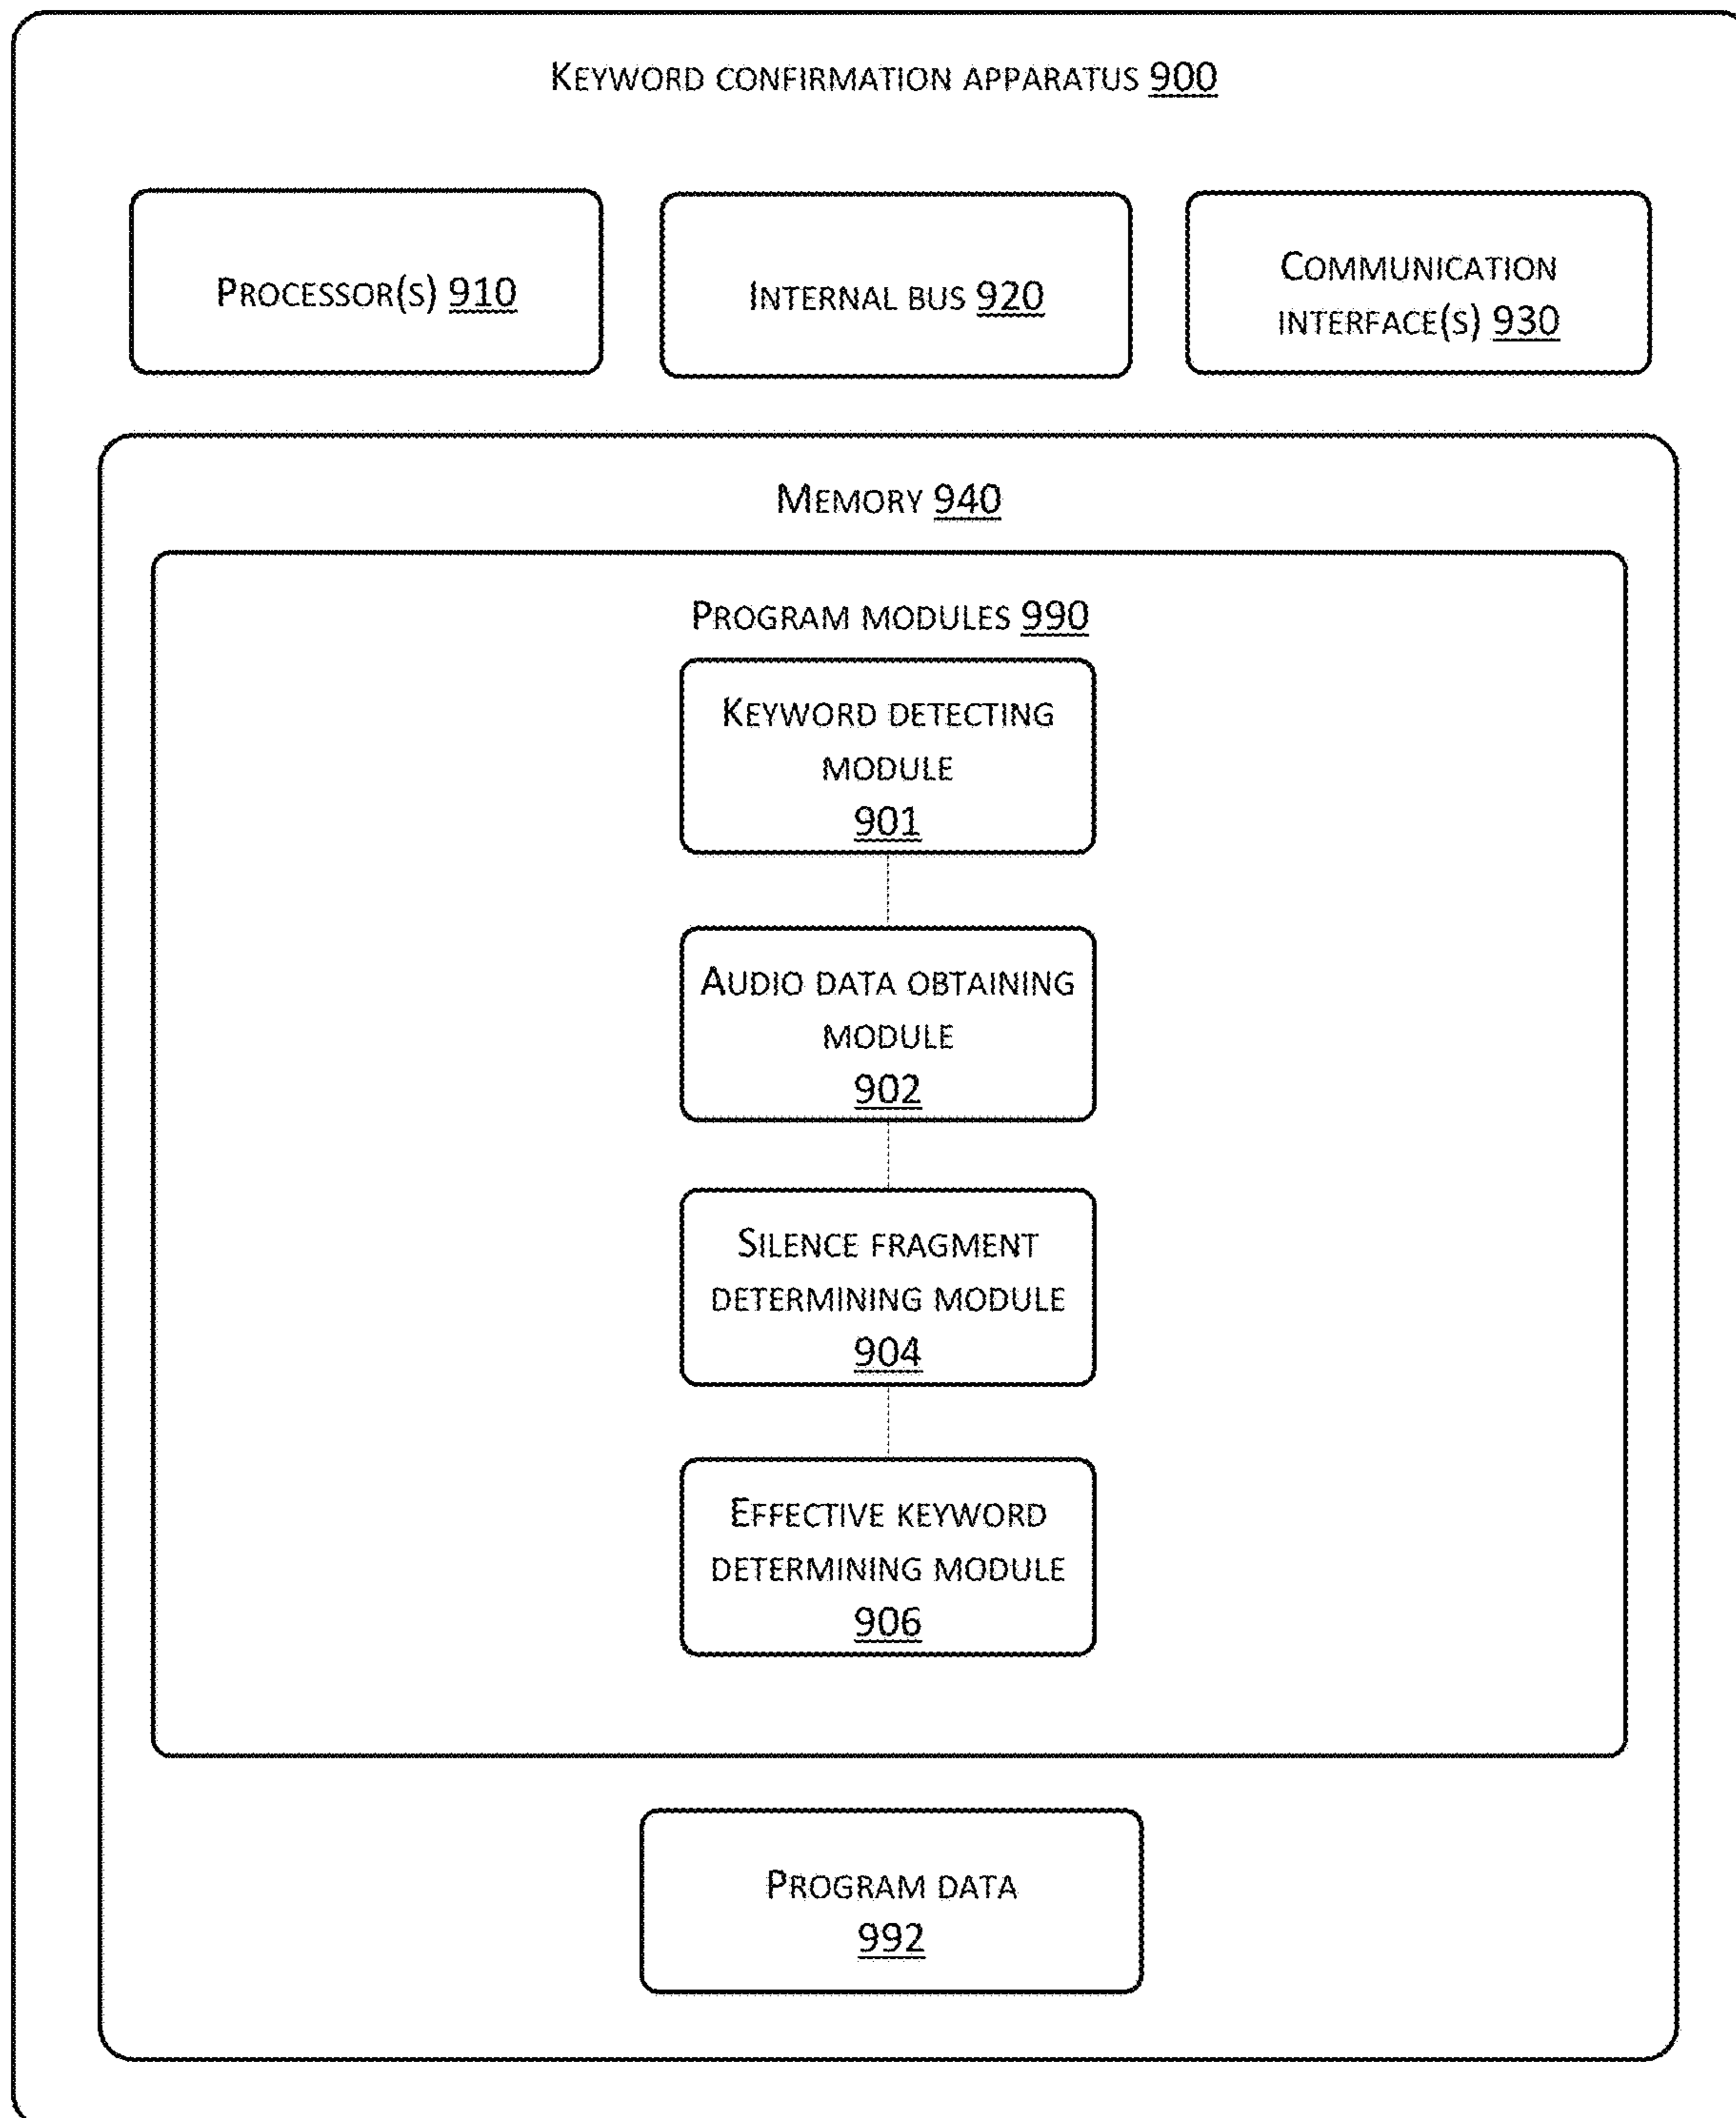 KEYWORD CONFIRMATION APPARATUS 900
PROCESSOR(S) 910
INTERNAL BUS 920
COMMUNICATION
INTERFACE(S) 930
MEMORY 940
PROGRAM MODULES 990
KEYWORD DETECTING
MODULE
901
AUDIO DATA OBTAINING
MODULE
902
SILENCE FRAGMENT
DETERMINING MODULE
904
EFFECTIVE KEYWORD
DETERMINING MODULE
906
PROGRAM DATA
992